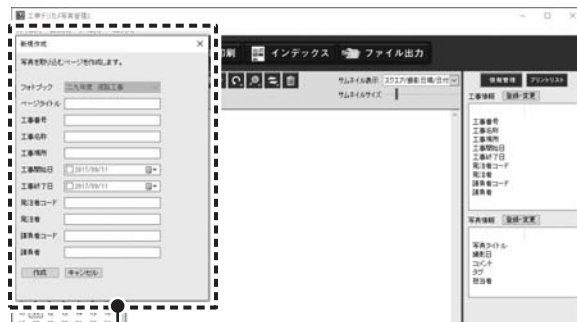 工事デジカメ写真管理2
新規作成
写真を取り込むページを作成します。
フォトブック
ページタイトル
工事番号
工事名称
工事場所
工事開始日 2017/09/11
工事終了日 2017/09/11
発注者コード
発注者
請負者コード
請負者
作成 キャンセル
刷 インデックス ファイル出力
サムネイル表示 スクエア/撮影日順/日付
サムネイルサイズ
情報管理 プリントリスト
工事情報 登録・変更
工事番号
工事名称
工事場所
工事開始日
工事終了日
発注者コード
発注者
請負者コード
請負者
写真情報 登録・変更
写真タイトル
撮影日
コメント
タグ
担当者